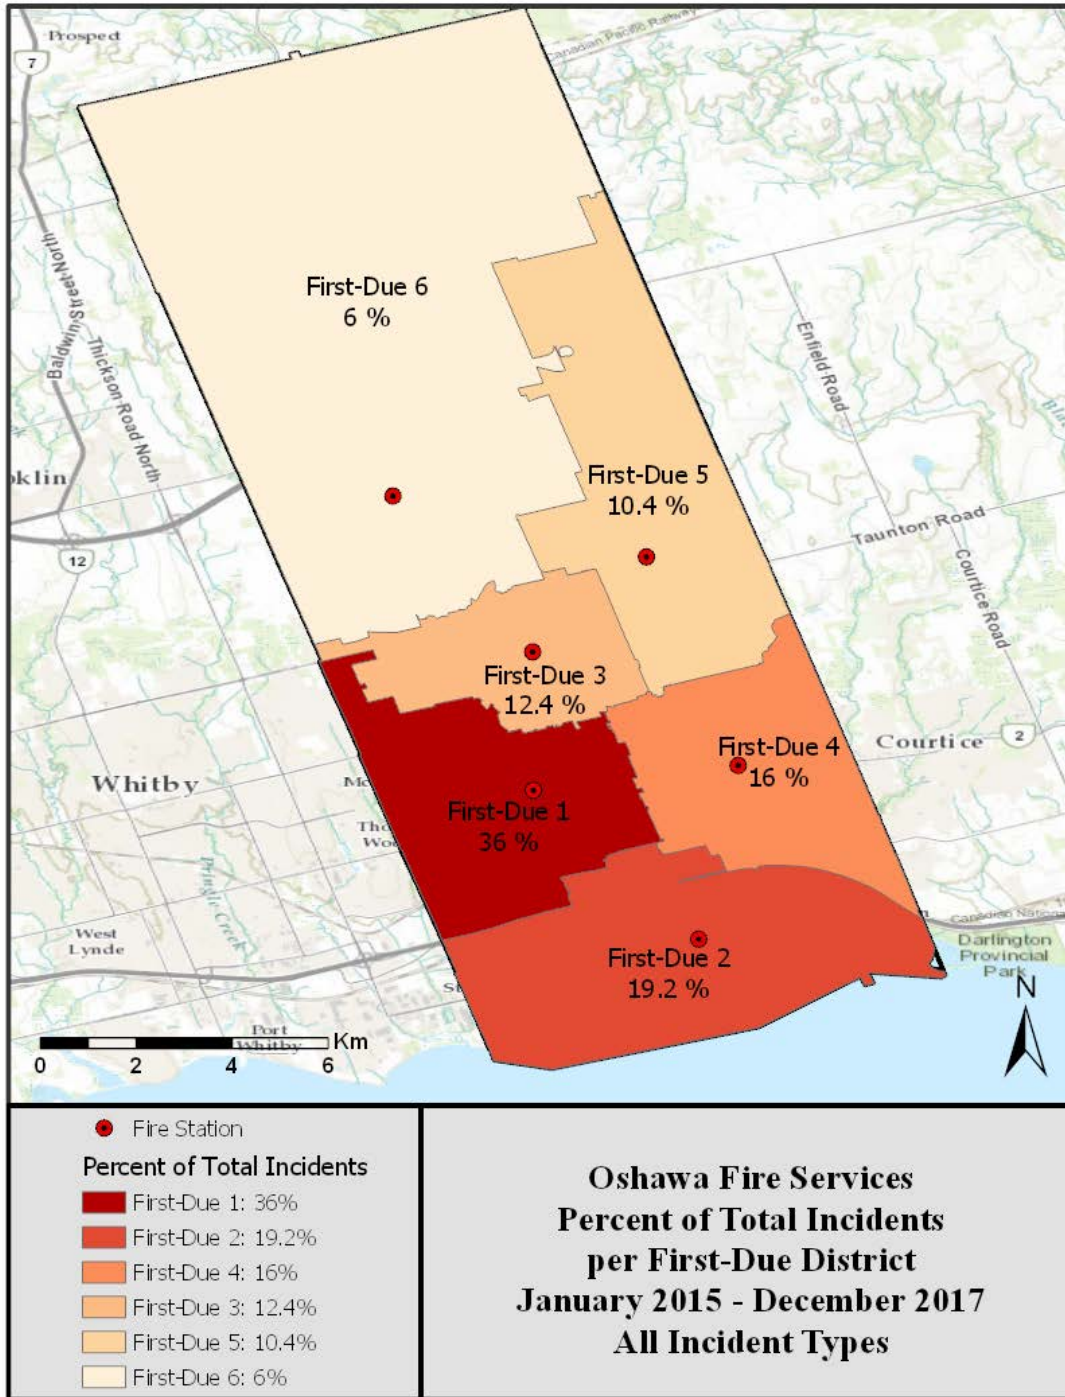 Prospect
7
Canadian Pacific Railway
Baldwin Street North
Thickson Road North
First-Due 6
6 %
Enfield Road
klin
First-Due 5
10.4 %
Taunton Road
12
Courtice Road
First-Due 3
12.4 %
First-Due 4
16 %
Courtice
2
Whitby
First-Due 1
36 %
Pringle Creek
West
Lynde
Canadian National
Darlington
Provincial
Park
First-Due 2
19.2 %
N
Port
Whitby
Km
0 2 4 6
Fire Station
Percent of Total Incidents
First-Due 1: 36%
First-Due 2: 19.2%
First-Due 4: 16%
First-Due 3: 12.4%
First-Due 5: 10.4%
First-Due 6: 6%
Oshawa Fire Services
Percent of Total Incidents
per First-Due District
January 2015 - December 2017
All Incident Types